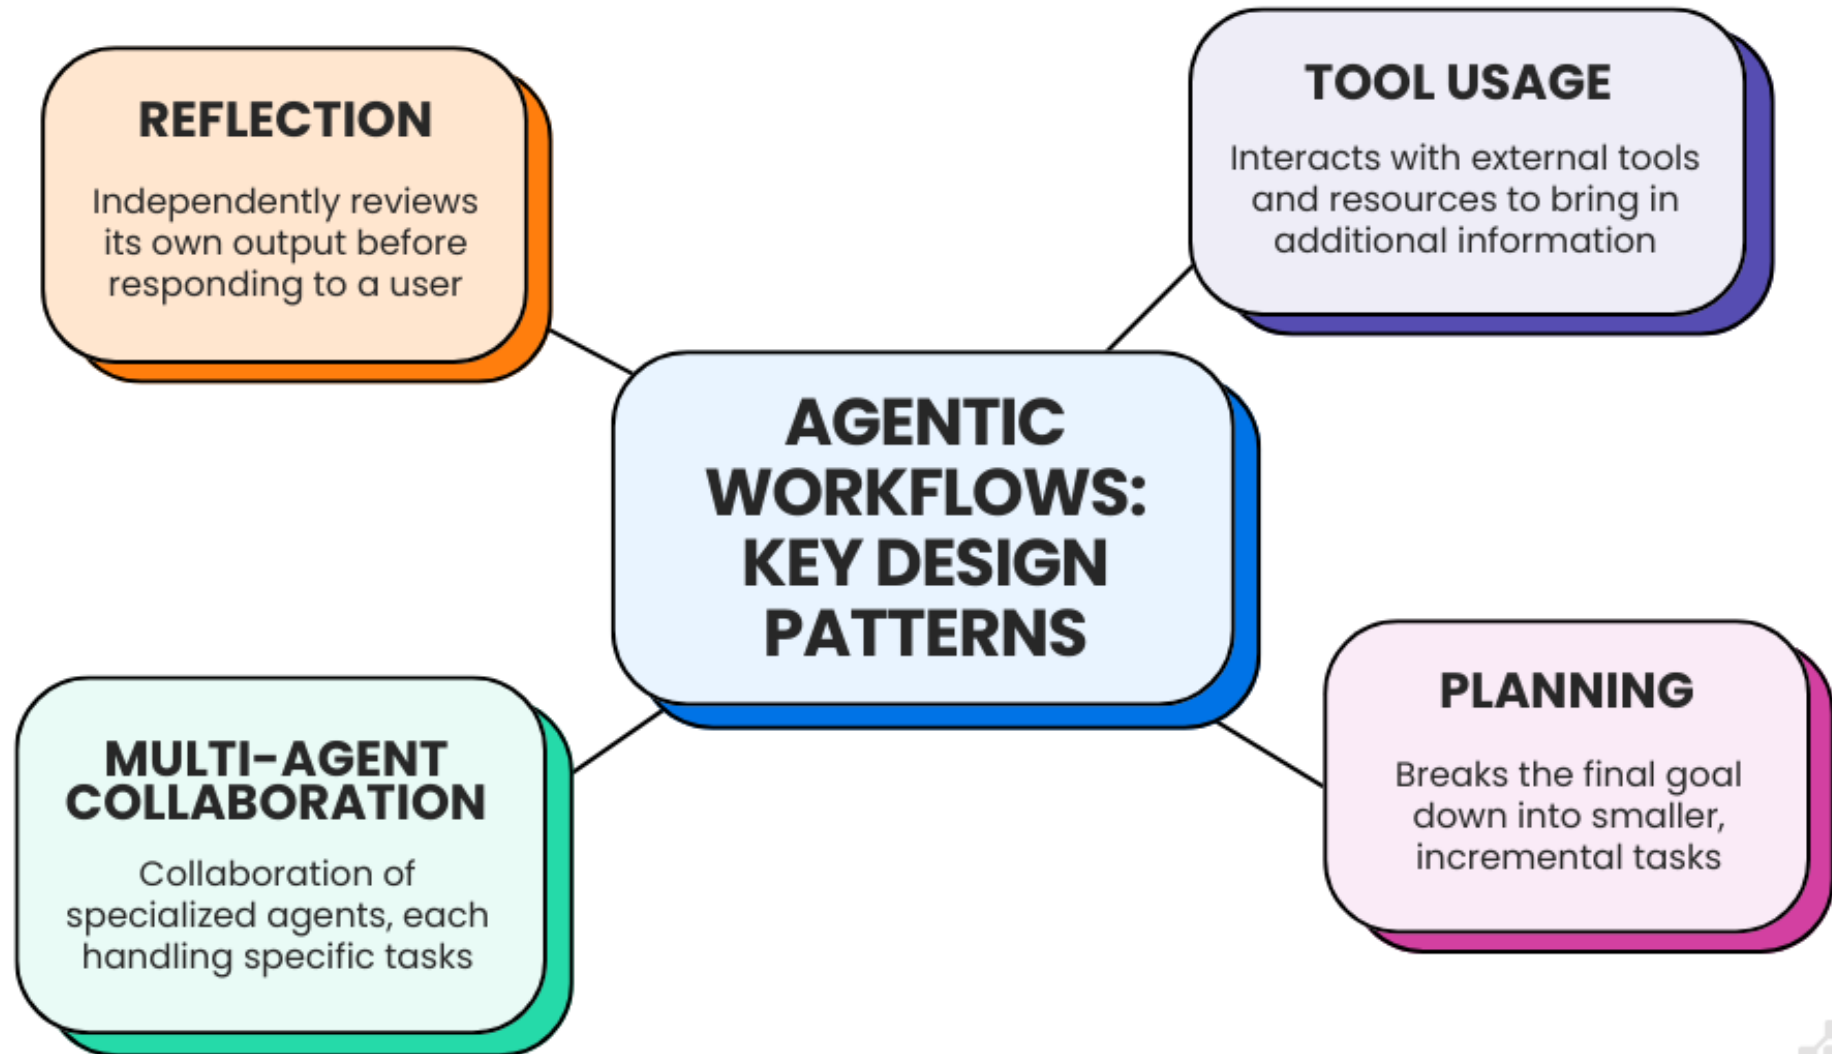 REFLECTION
Independently reviews
its own output before
responding to a user
TOOL USAGE
Interacts with external tools
and resources to bring in
additional information
AGENTIC
WORKFLOWS:
KEY DESIGN
PATTERNS
MULTI-AGENT
COLLABORATION
Collaboration of
specialized agents, each
handling specific tasks
PLANNING
Breaks the final goal
down into smaller,
incremental tasks